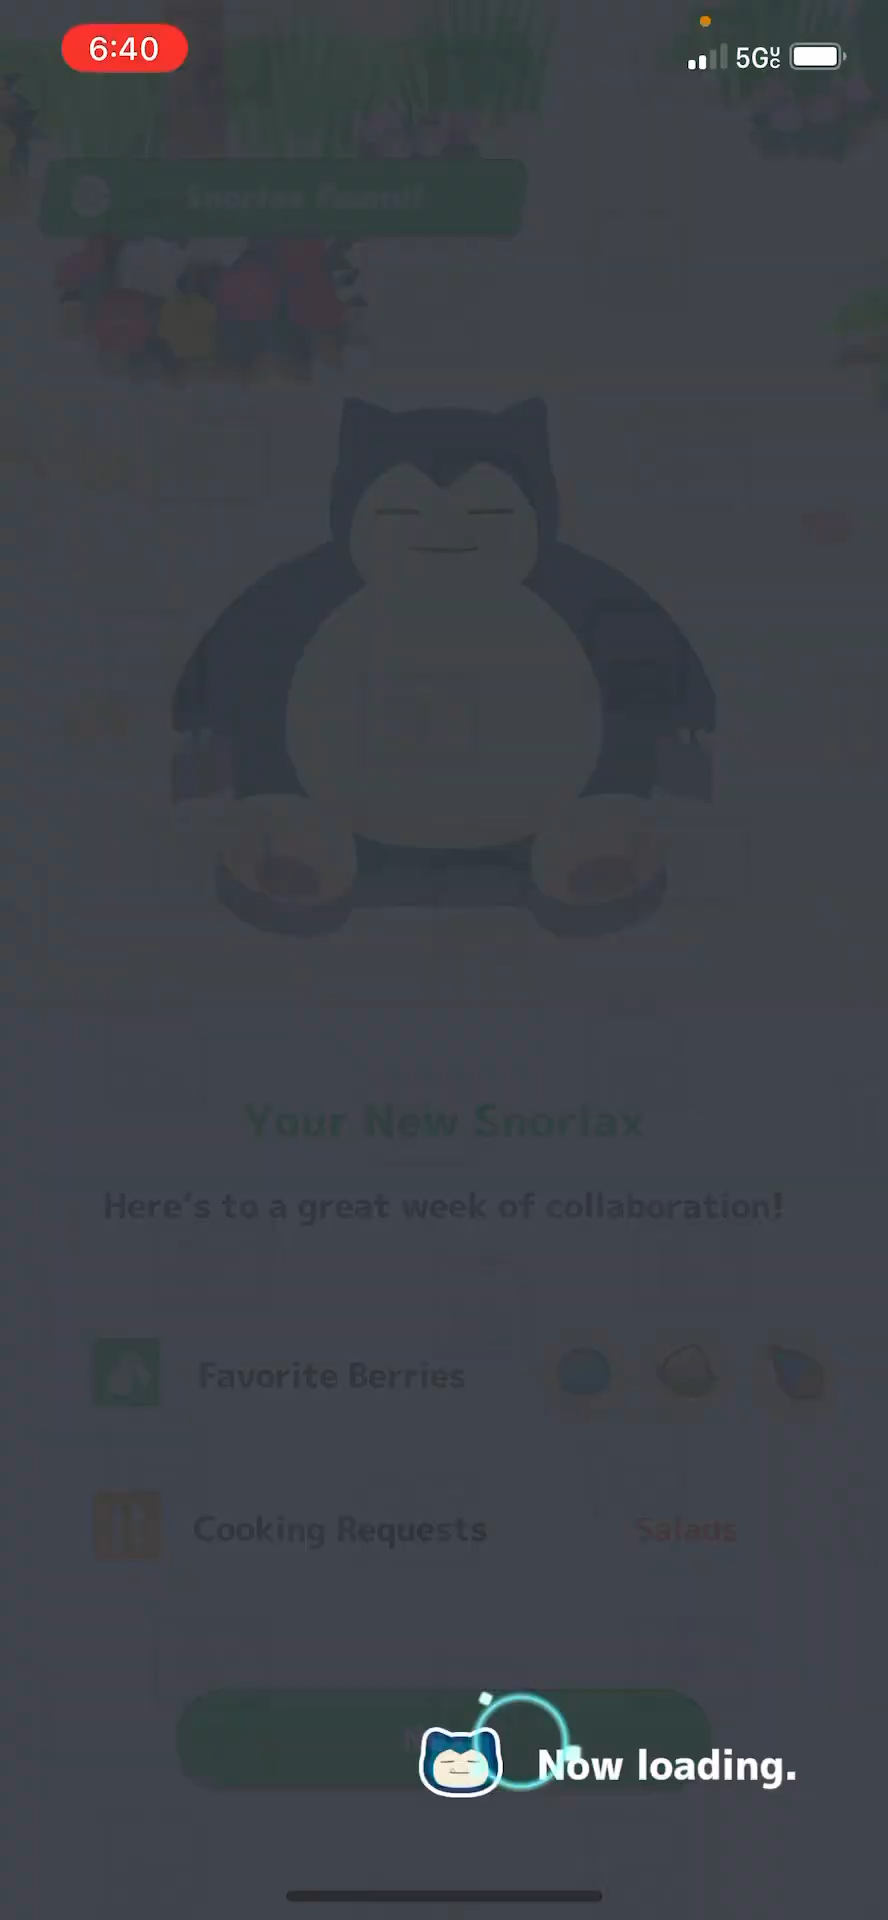 6:40
5GUC
Snorlax Found!
Your New Snorlax
Here's to a great week of collaboration!
Favorite Berries
Cooking Requests
Salads
Now loading.